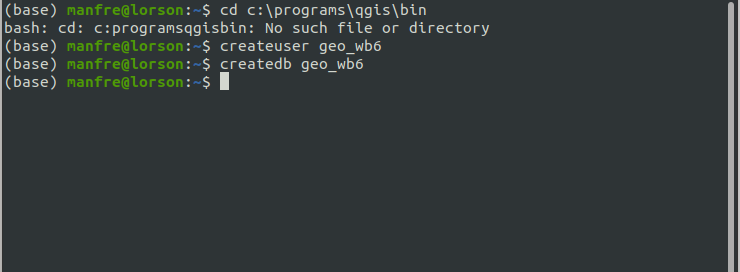 (base) manfre@lorson:~$ cd c:\programs\qgis\bin
bash: cd: c:programsqgisbin: No such file or directory
(base) manfre@lorson:~$ createuser geo_wb6
(base) manfre@lorson:~$ createdb geo_wb6
(base) manfre@lorson:~$